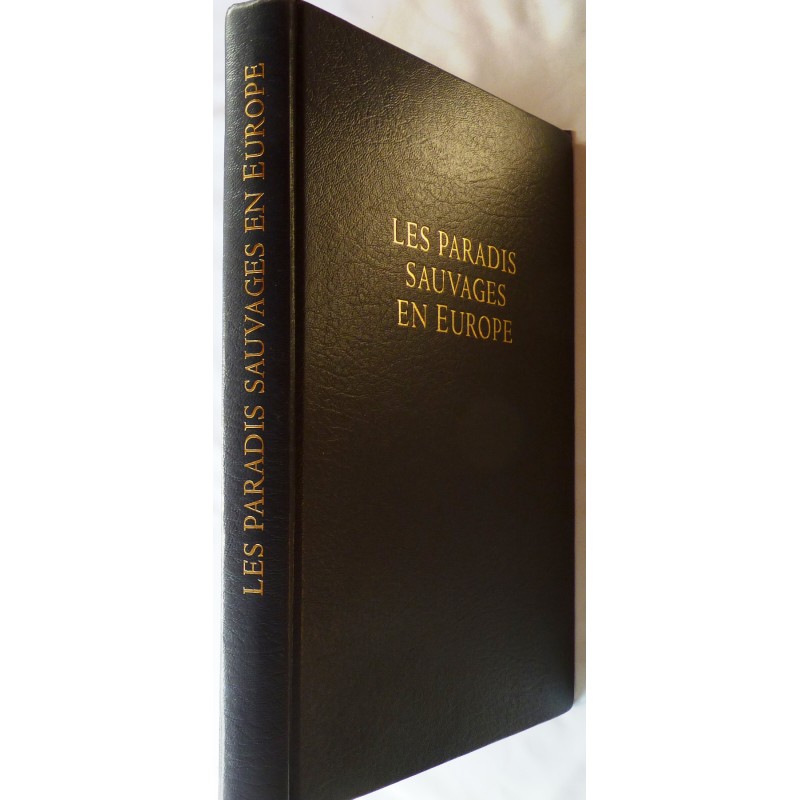 LES PARADIS SAUVAGES EN EUROPE
LES PARADIS
SAUVAGES
EN EUROPE